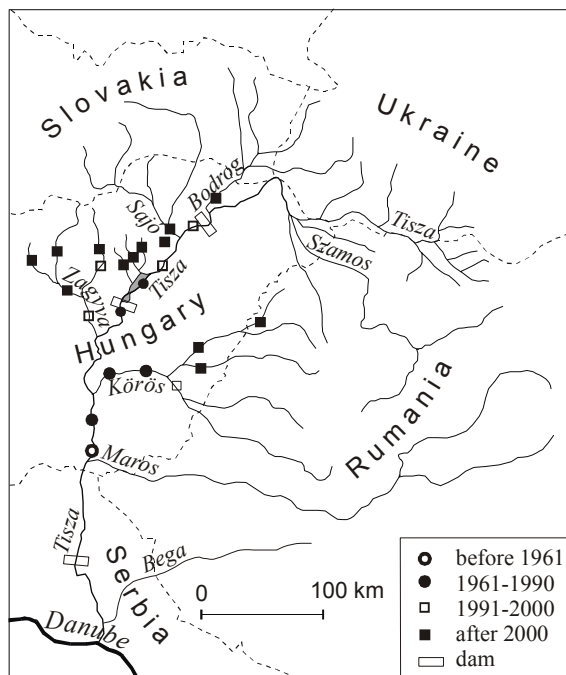 Slovakia
Ukraine
Bodrog
Sajó
Tisza
Szamos
Zagyva
Tisza
Hungary
Körös
Rumania
Maros
Tisza
Serbia
Bega
Danube
0 100 km
before 1961
1961-1990
1991-2000
after 2000
dam